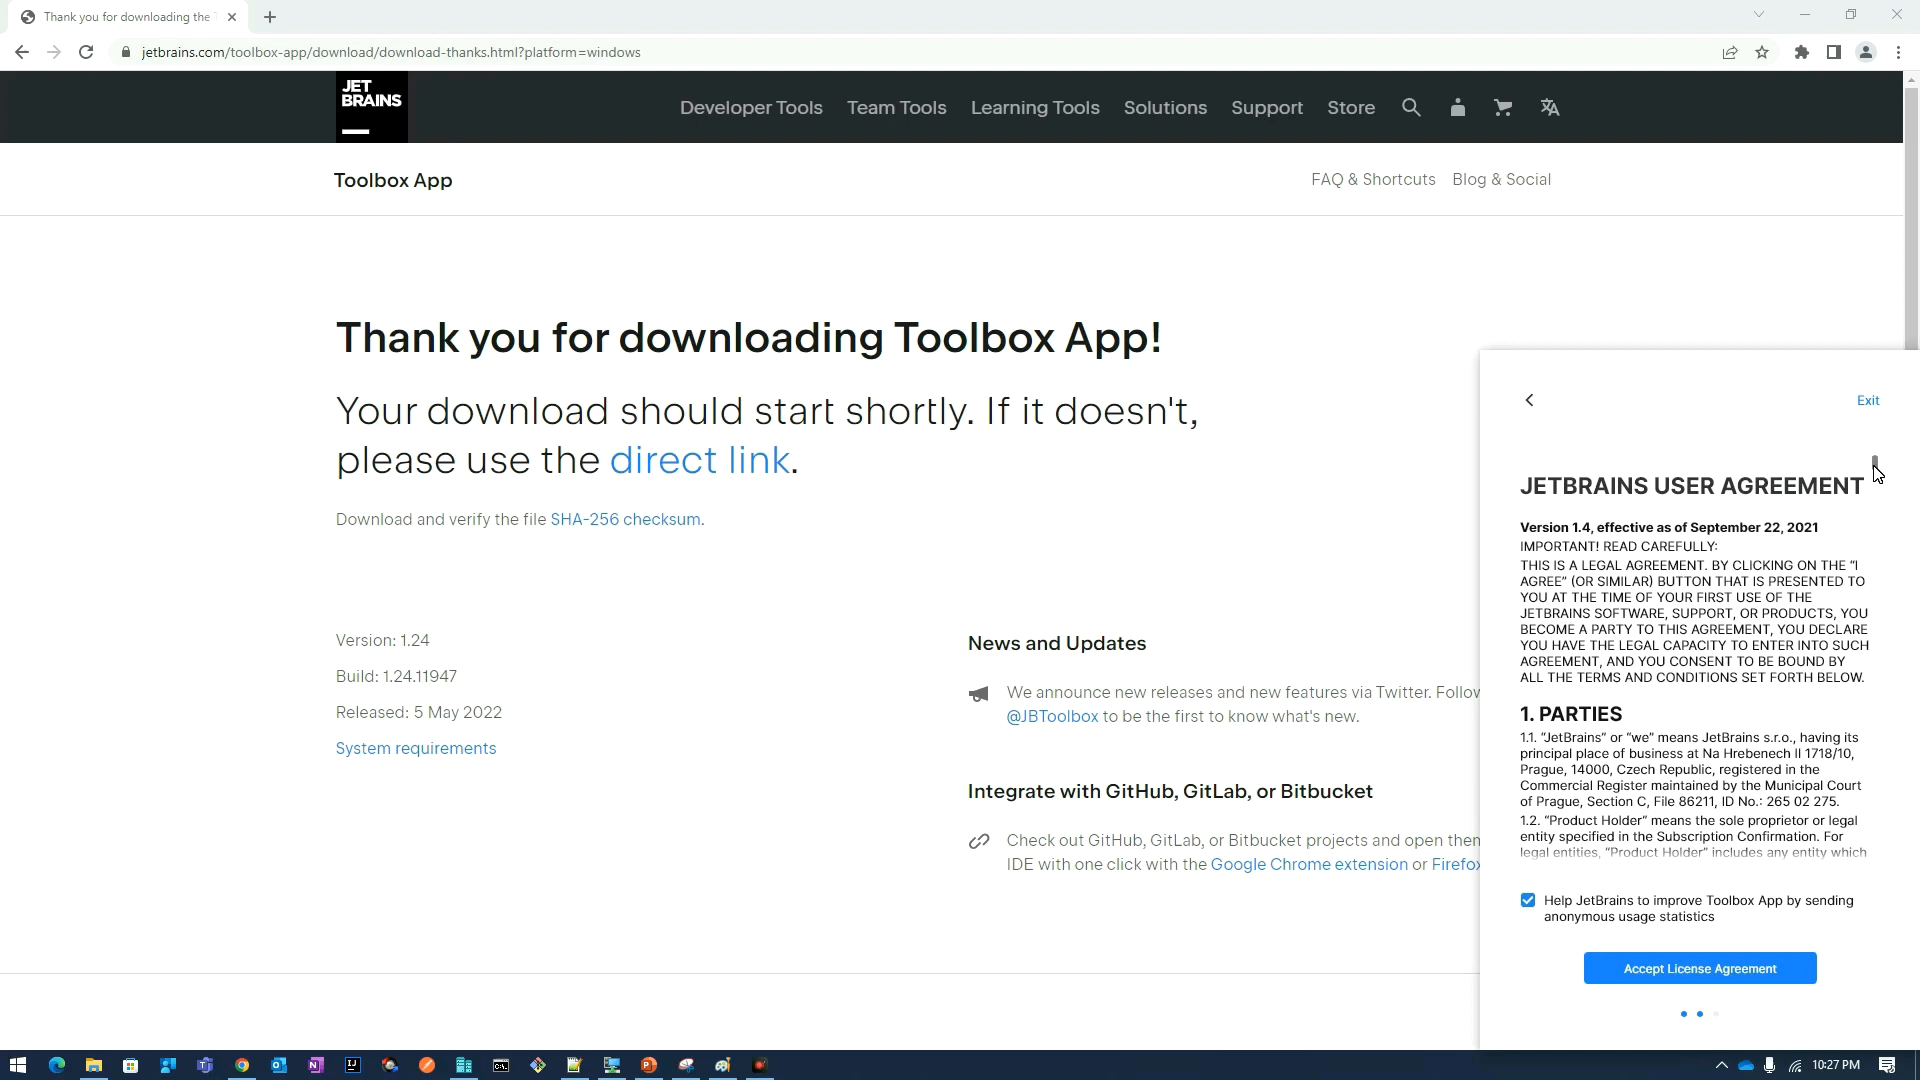 Thank you for downloading the
jetbrains.com/toolbox-app/download/download-thanks.html?platform=windows
JET
BRAINS
Developer Tools
Team Tools
Learning Tools
Solutions
Support
Store
Toolbox App
FAQ & Shortcuts
Blog & Social
Thank you for downloading Toolbox App!
Your download should start shortly. If it doesn't,
please use the direct link.
Download and verify the file SHA-256 checksum.
Version: 1.24
Build: 1.24.11947
Released: 5 May 2022
System requirements
News and Updates
We announce new releases and new features via Twitter. Follow
@JBToolbox to be the first to know what's new.
Integrate with GitHub, GitLab, or Bitbucket
Check out GitHub, GitLab, or Bitbucket projects and open them
IDE with one click with the Google Chrome extension or Firefox
Exit
JETBRAINS USER AGREEMENT
Version 1.4, effective as of September 22, 2021
IMPORTANT! READ CAREFULLY:
THIS IS A LEGAL AGREEMENT. BY CLICKING ON THE “I
AGREE” (OR SIMILAR) BUTTON THAT IS PRESENTED TO
YOU AT THE TIME OF YOUR FIRST USE OF THE
JETBRAINS SOFTWARE, SUPPORT, OR PRODUCTS, YOU
BECOME A PARTY TO THIS AGREEMENT, YOU DECLARE
YOU HAVE THE LEGAL CAPACITY TO ENTER INTO SUCH
AGREEMENT, AND YOU CONSENT TO BE BOUND BY
ALL THE TERMS AND CONDITIONS SET FORTH BELOW.
1. PARTIES
1.1. “JetBrains” or “we” means JetBrains s.r.o., having its
principal place of business at Na Hrebenech II 1718/10,
Prague, 14000, Czech Republic, registered in the
Commercial Register maintained by the Municipal Court
of Prague, Section C, File 86211, ID No.: 265 02 275.
1.2. “Product Holder” means the sole proprietor or legal
entity specified in the Subscription Confirmation. For
legal entities, “Product Holder” includes any entity which
Help JetBrains to improve Toolbox App by sending
anonymous usage statistics
Accept License Agreement
10:27 PM